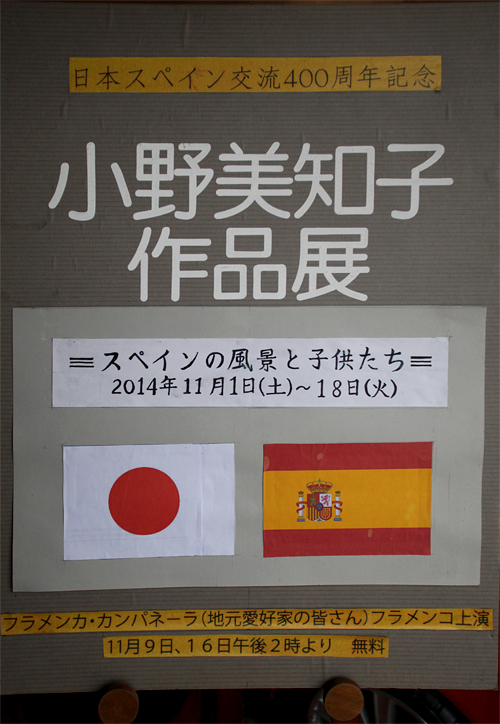 日本スペイン交流400周年記念
小野美知子
作品展
≡スペインの風景と子供たち≡
2014年11月1日(土)～18日(火)
フラメンカ・カンパネーラ(地元愛好家の皆さん)フラメンコ上演
11月９日、１６日午後２時より　無料